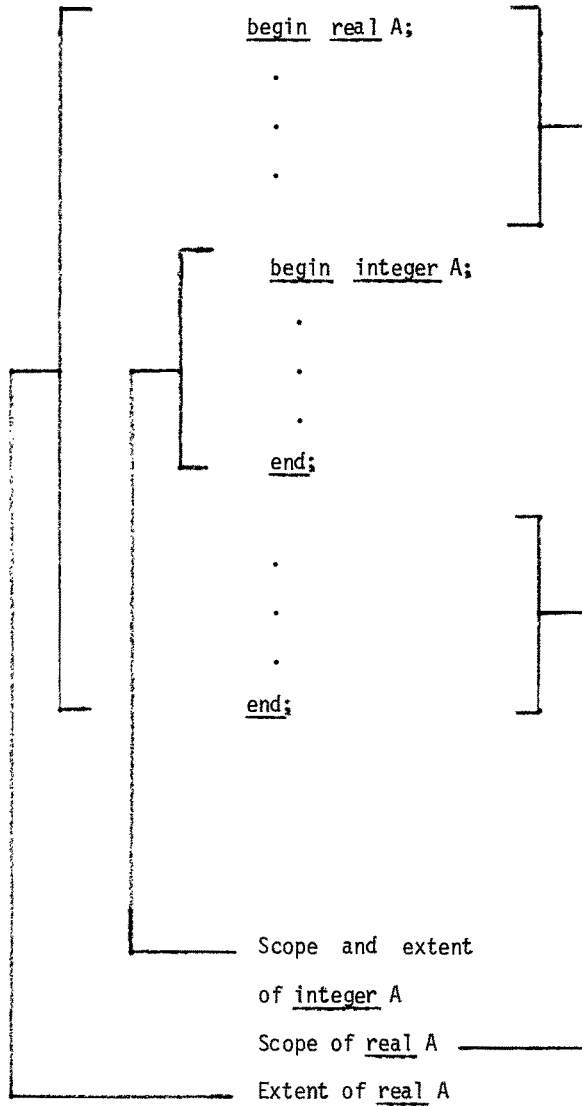 begin real A;
.
.
.
begin integer A;
.
.
.
end;
.
.
.
end;
Scope and extent
of integer A
Scope of real A
Extent of real A